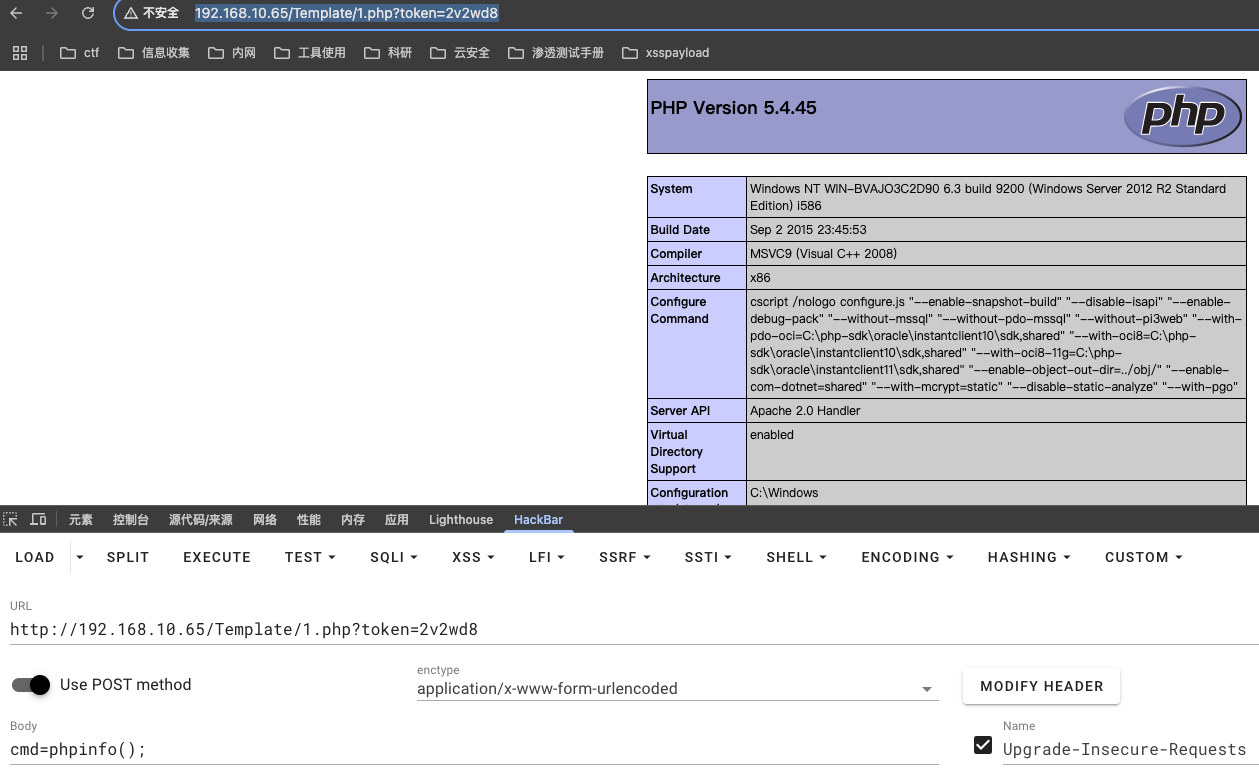 不安全 192.168.10.65/Template/1.php?token=2v2wd8
ctf 信息收集 内网 工具使用 科研 云安全 渗透测试手册 xsspayload
PHP Version 5.4.45
php
System Windows NT WIN-BVAJO3C2D90 6.3 build 9200 (Windows Server 2012 R2 Standard
Edition) i586
Build Date Sep 2 2015 23:45:53
Compiler MSVC9 (Visual C++ 2008)
Architecture x86
Configure cscript /nologo configure.js "--enable-snapshot-build" "--disable-isapi" "--enable-
Command debug-pack" "--without-mssql" "--without-pdo-mssql" "--without-pi3web" "--with-
pdo-oci=C:\php-sdk\oracle\instantclient10\sdk,shared" "--with-oci8=C:\php-
sdk\oracle\instantclient10\sdk,shared" "--with-oci8-11g=C:\php-
sdk\oracle\instantclient11\sdk,shared" "--enable-object-out-dir=../obj/" "--enable-
com-dotnet=shared" "--with-mcrypt=static" "--disable-static-analyze" "--with-pgo"
Server API Apache 2.0 Handler
Virtual enabled
Directory
Support
Configuration C:\Windows
元素 控制台 源代码/来源 网络 性能 内存 应用 Lighthouse HackBar
LOAD SPLIT EXECUTE TEST SQLI XSS LFI SSRF SSTI SHELL ENCODING HASHING CUSTOM
URL
http://192.168.10.65/Template/1.php?token=2v2wd8
Use POST method
enctype
application/x-www-form-urlencoded
MODIFY HEADER
Body
cmd=phpinfo();
Name
Upgrade-Insecure-Requests